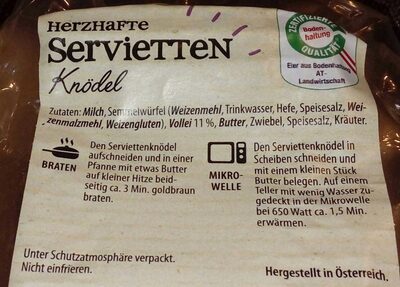 HERZHAFTE
SERVIETTEN
Knödel
ZERTIFIZIERTE
Boden-
haltung
QUALITÄT
Eier aus Bodenhaltung
AT-
Landwirtschaft
Zutaten: Milch, Semmelwürfel (Weizenmehl, Trinkwasser, Hefe, Speisesalz, Wei-
zenmalzmehl, Weizengluten), Vollei 11 %, Butter, Zwiebel, Speisesalz, Kräuter.
BRATEN
Den Serviettenknödel
aufschneiden und in einer
Pfanne mit etwas Butter
auf kleiner Hitze beid-
seitig ca. 3 Min. goldbraun
braten.
MIKRO-
WELLE
Den Serviettenknödel in
Scheiben schneiden und
mit einem kleinen Stück
Butter belegen. Auf einem
Teller mit wenig Wasser zu-
gedeckt in der Mikrowelle
bei 650 Watt ca. 1,5 Min.
erwärmen.
Unter Schutzatmosphäre verpackt.
Nicht einfrieren.
Hergestellt in Österreich.